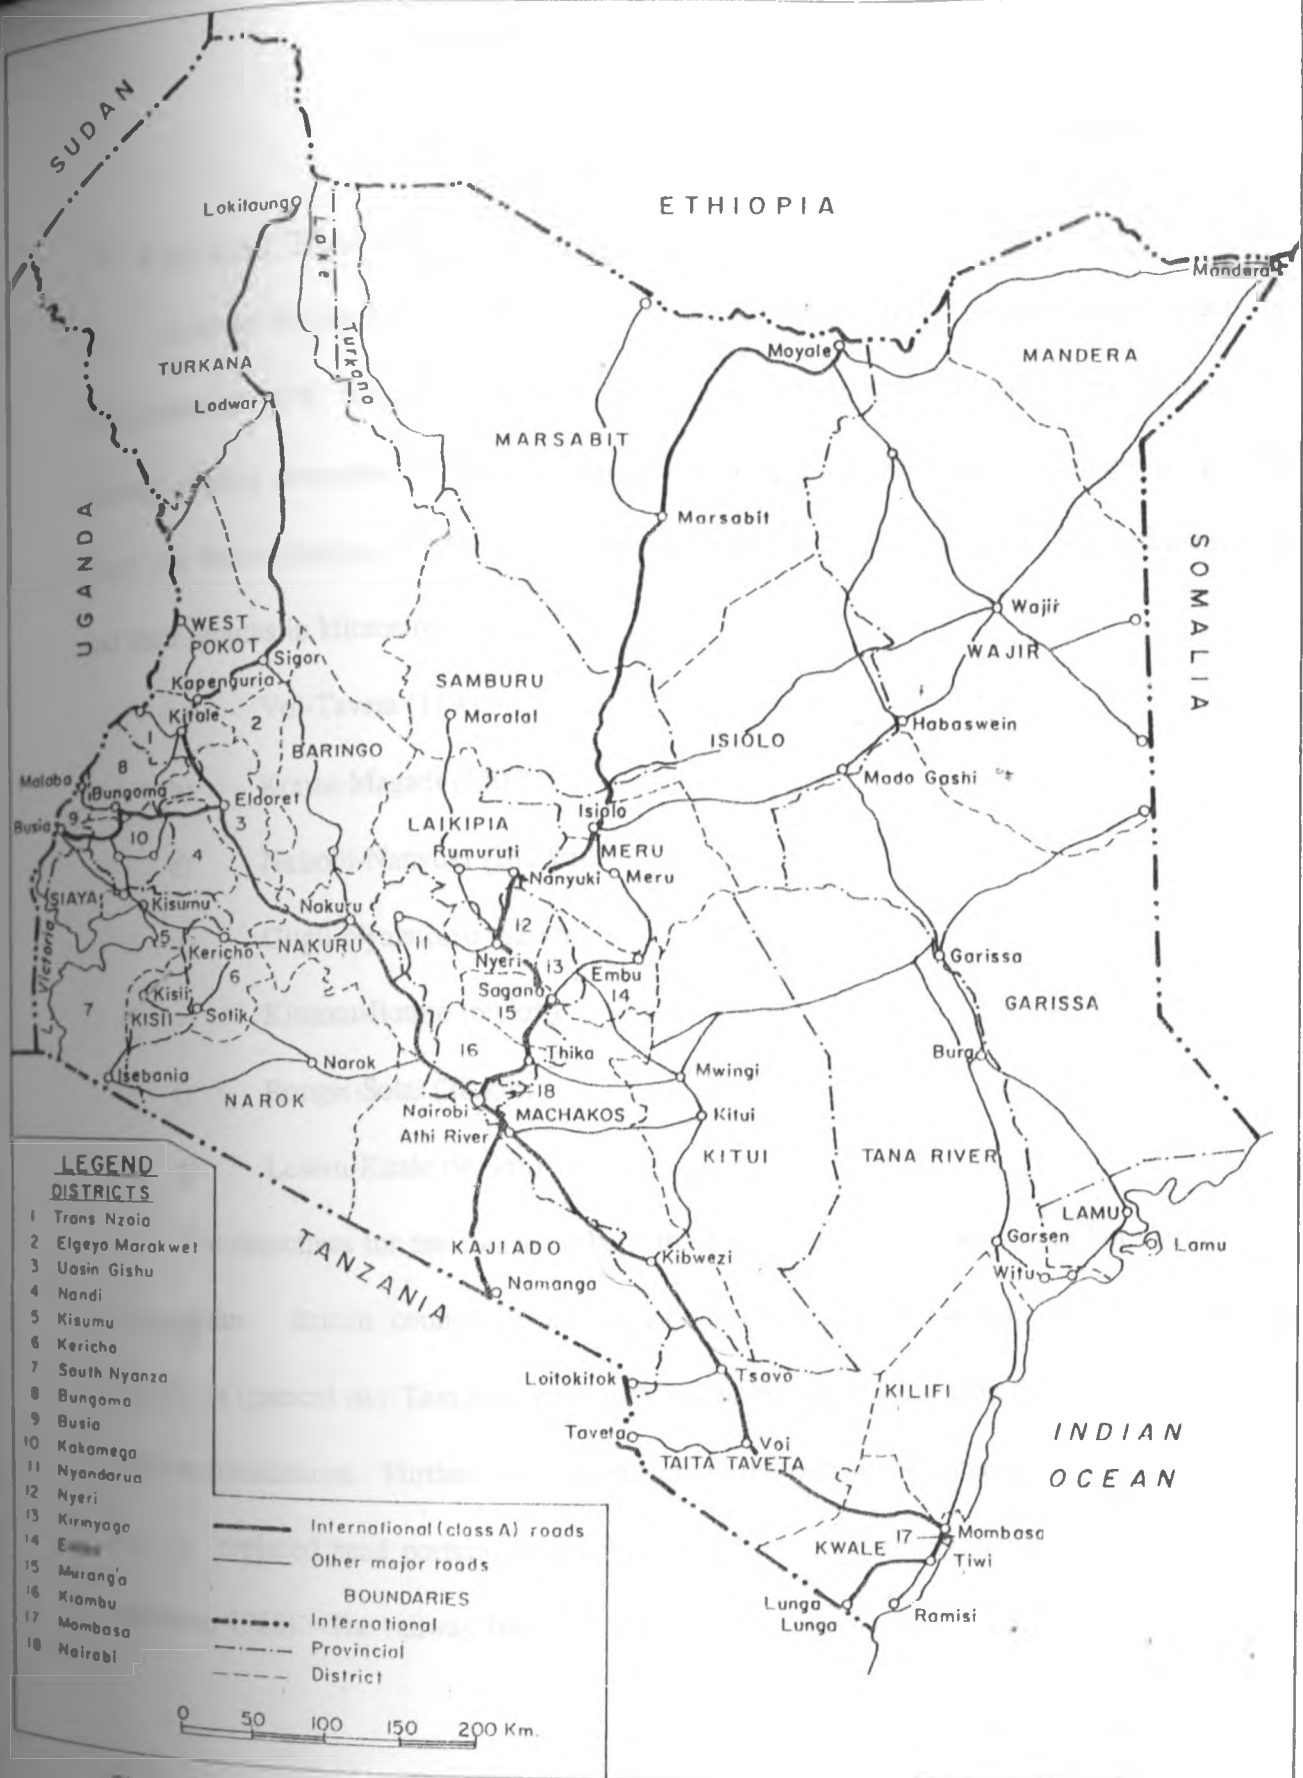 SUDAN
ETHIOPIA
Lokitaung
Lake Turkana
Mandera
TURKANA
Moyale
MANDERA
Lodwar
MARSABIT
Marsabit
UGANDA
SOMALIA
WEST
POKOT
Wajir
Sigor
WAJIR
Kapenguria
SAMBURU
Kitale
2
Maralal
Habaswein
1
BARINGO
ISIOLO
8
Malaba
Mado Gashi
Bungoma
Eldoret
Isiolo
9
3
Busia
10
LAIKIPIA
4
Rumuruti
MERU
Nanyuki
Meru
SIAYA
Kisumu
Nakuru
12
5
11
Kericho
NAKURU
Nyeri
Garissa
L. Victoria
6
13
Embu
Kisii
Sagana
14
GARISSA
7
KISII
Sotik
15
16
Thika
Bura
Isebania
Narok
Mwingi
18
NAROK
Nairobi
MACHAKOS
Kitui
Athi River
KITUI
TANA RIVER
LAMU
TANZANIA
KAJIADO
Garsen
Lamu
Kibwezi
Witu
Namanga
Loitokitok
Tsavo
KILIFI
Taveta
Voi
INDIAN
OCEAN
TAITA TAVETA
17
Mombasa
KWALE
Tiwi
Lunga
Lunga
Ramisi
LEGEND
DISTRICTS
1 Trans Nzoia
2 Elgeyo Marakwet
3 Uasin Gishu
4 Nandi
5 Kisumu
6 Kericho
7 South Nyanza
8 Bungoma
9 Busia
10 Kakamega
11 Nyandarua
12 Nyeri
13 Kirinyaga
14
15 Murang'a
16 Kiambu
17 Mombasa
18 Nairobi
International (class A) roads
Other major roads
BOUNDARIES
International
Provincial
District
0 50 100 150 200 Km.